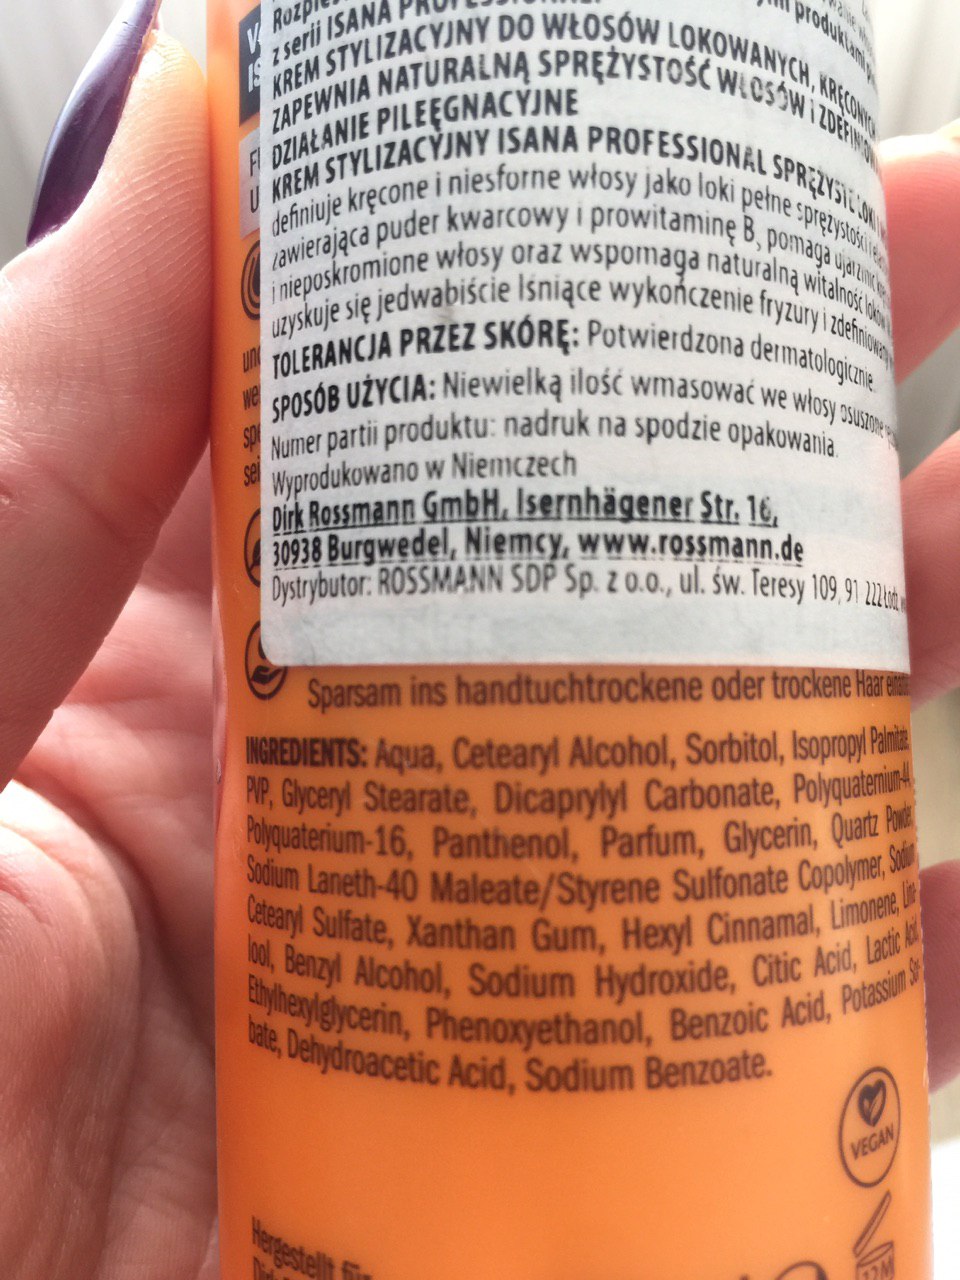 z serii ISANA PROFESSIONAL.
KREM STYLIZACYJNY DO WŁOSÓW LOKOWANYCH, KRĘCONYCH
ZAPEWNIA NATURALNĄ SPRĘŻYSTOŚĆ WŁOSÓW i
DZIAŁANIE PILEĘGNACYJNE
KREM STYLIZACYJNY ISANA PROFESSIONAL SPRĘŻYSTE LOKI
definiuje kręcone i niesforne włosy jako loki pełne sprężystości
zawierająca puder kwarcowy i prowitaminę B, pomaga ujarzmić
i nieposkromione włosy oraz wspomaga naturalną witalność loków
uzyskuje się jedwabiście lśniące wykończenie fryzury i zdefiniowany
TOLERANCJA PRZEZ SKÓRĘ: Potwierdzona dermatologicznie.
SPOSÓB UŻYCIA: Niewielką ilość wmasować we włosy osuszone
Numer partii produktu: nadruk na spodzie opakowania.
Wyprodukowano w Niemczech
Dirk Rossmann GmbH, Isernhägener Str. 16,
30938 Burgwedel, Niemcy, www.rossmann.de
Dystrybutor: ROSSMANN SDP Sp. z o.o., ul. św. Teresy 109, 91 222 Łódź
Sparsam ins handtuchtrockene oder trockene Haar
INGREDIENTS: Aqua, Cetearyl Alcohol, Sorbitol, Isopropyl Palmitate,
PVP, Glyceryl Stearate, Dicaprylyl Carbonate, Polyquaternium-44,
Polyquaterium-16, Panthenol, Parfum, Glycerin, Quartz Powder,
Sodium Laneth-40 Maleate/Styrene Sulfonate Copolymer, Sodium
Cetearyl Sulfate, Xanthan Gum, Hexyl Cinnamal, Limonene, Lina-
lool, Benzyl Alcohol, Sodium Hydroxide, Citic Acid, Lactic Acid,
Ethylhexylglycerin, Phenoxyethanol, Benzoic Acid, Potassium Sor-
bate, Dehydroacetic Acid, Sodium Benzoate.
VEGAN
12M
Hergestellt für